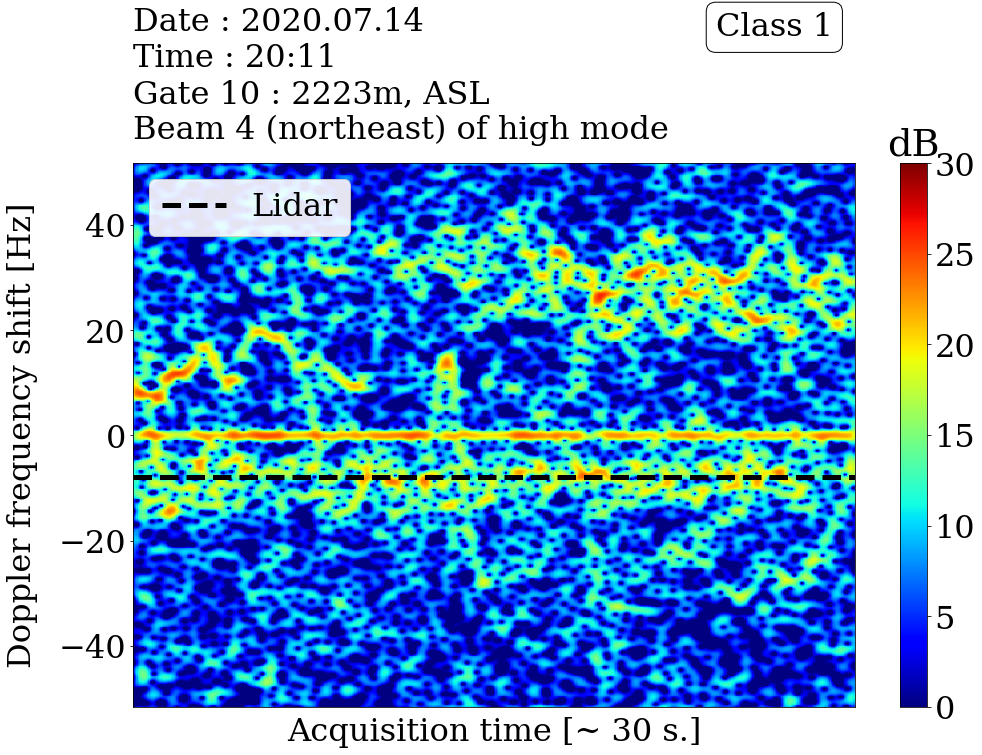 Date : 2020.07.14
Time : 20:11
Gate 10 : 2223m, ASL
Beam 4 (northeast) of high mode
Class 1
dB
Lidar
Doppler frequency shift [Hz]
40
20
0
−20
−40
Acquisition time [~ 30 s.]
30
25
20
15
10
5
0